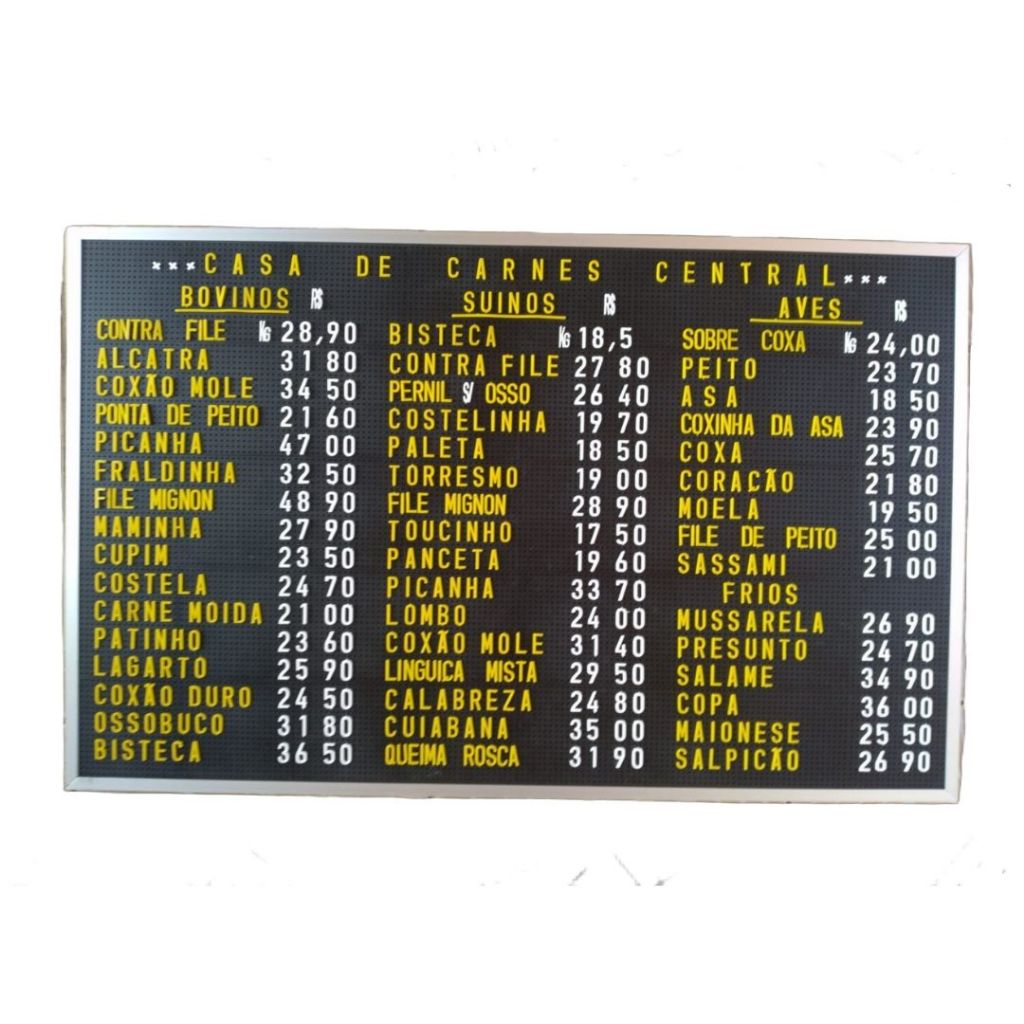 ***CASA DE CARNES CENTRAL***
BOVINOS R$
CONTRA FILE KG 28,90
ALCATRA 31 80
COXÃO MOLE 34 50
PONTA DE PEITO 21 60
PICANHA 47 00
FRALDINHA 32 50
FILE MIGNON 48 90
MAMINHA 27 90
CUPIM 23 50
COSTELA 24 70
CARNE MOIDA 21 00
PATINHO 23 60
LAGARTO 25 90
COXÃO DURO 24 50
OSSOBUCO 31 80
BISTECA 36 50
SUINOS R$
BISTECA KG 18,5
CONTRA FILE 27 80
PERNIL S/ OSSO 26 40
COSTELINHA 19 70
PALETA 18 50
TORRESMO 19 00
FILE MIGNON 28 90
TOUCINHO 17 50
PANCETA 19 60
PICANHA 33 70
LOMBO 24 00
COXÃO MOLE 31 40
LINGUIÇA MISTA 29 50
CALABREZA 24 80
CUIABANA 35 00
QUEIMA ROSCA 31 90
AVES R$
SOBRE COXA KG 24,00
PEITO 23 70
ASA 18 50
COXINHA DA ASA 23 90
COXA 25 70
CORAÇÃO 21 80
MOELA 19 50
FILE DE PEITO 25 00
SASSAMI 21 00
FRIOS
MUSSARELA 26 90
PRESUNTO 24 70
SALAME 34 90
COPA 36 00
MAIONESE 25 50
SALPICÃO 26 90